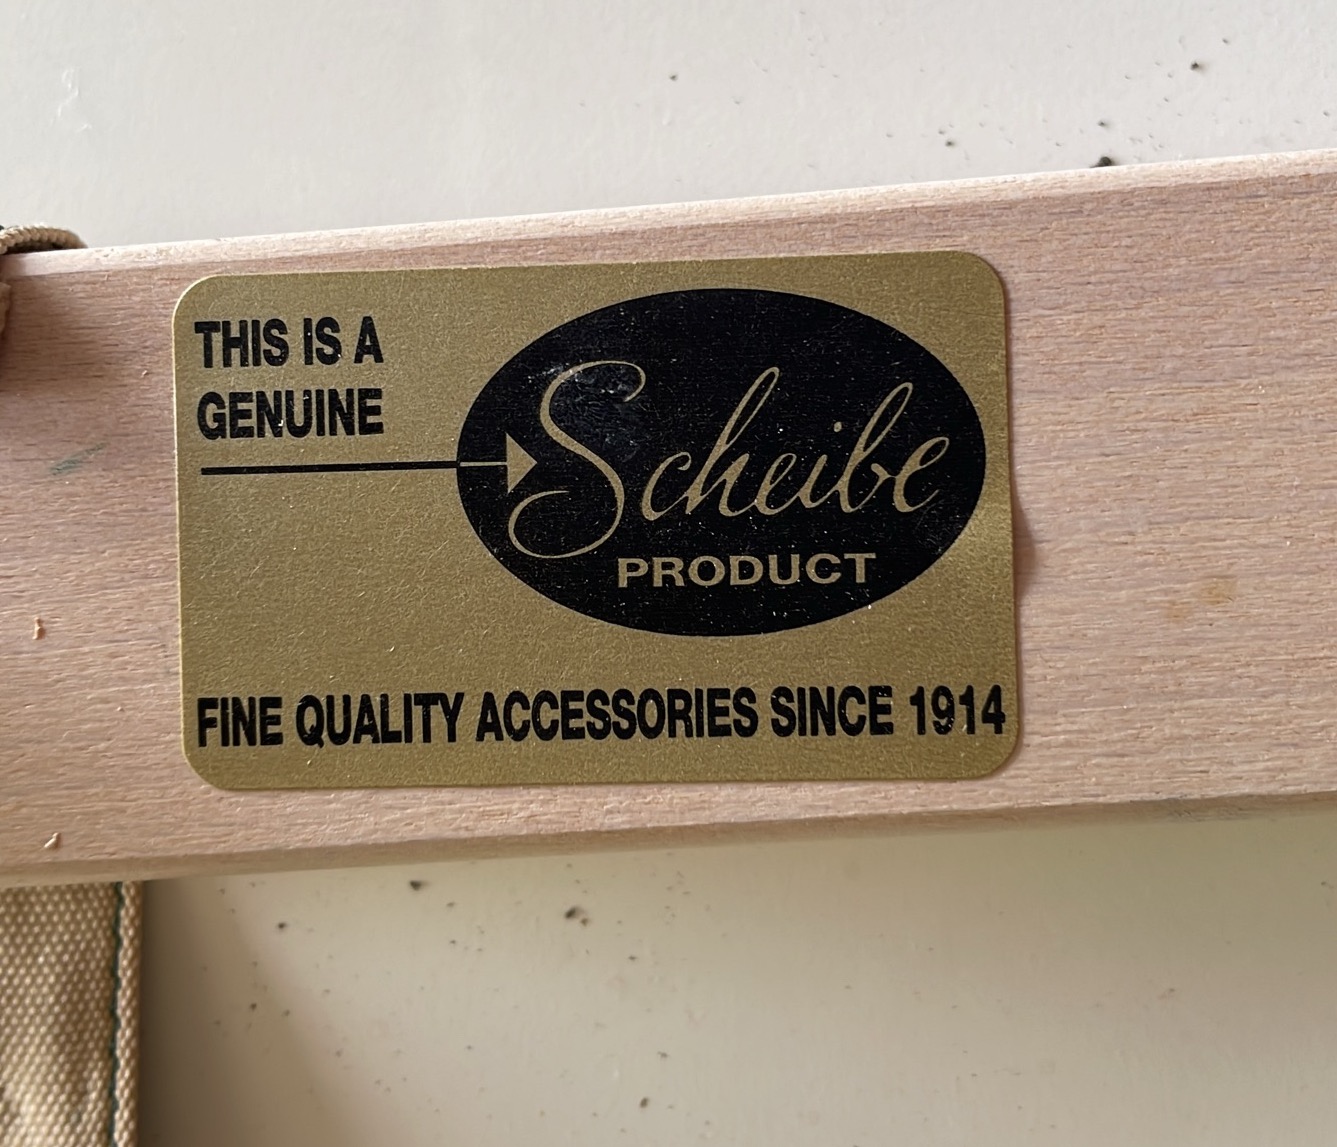 THIS IS A
GENUINE
Scheibe
PRODUCT
FINE QUALITY ACCESSORIES SINCE 1914